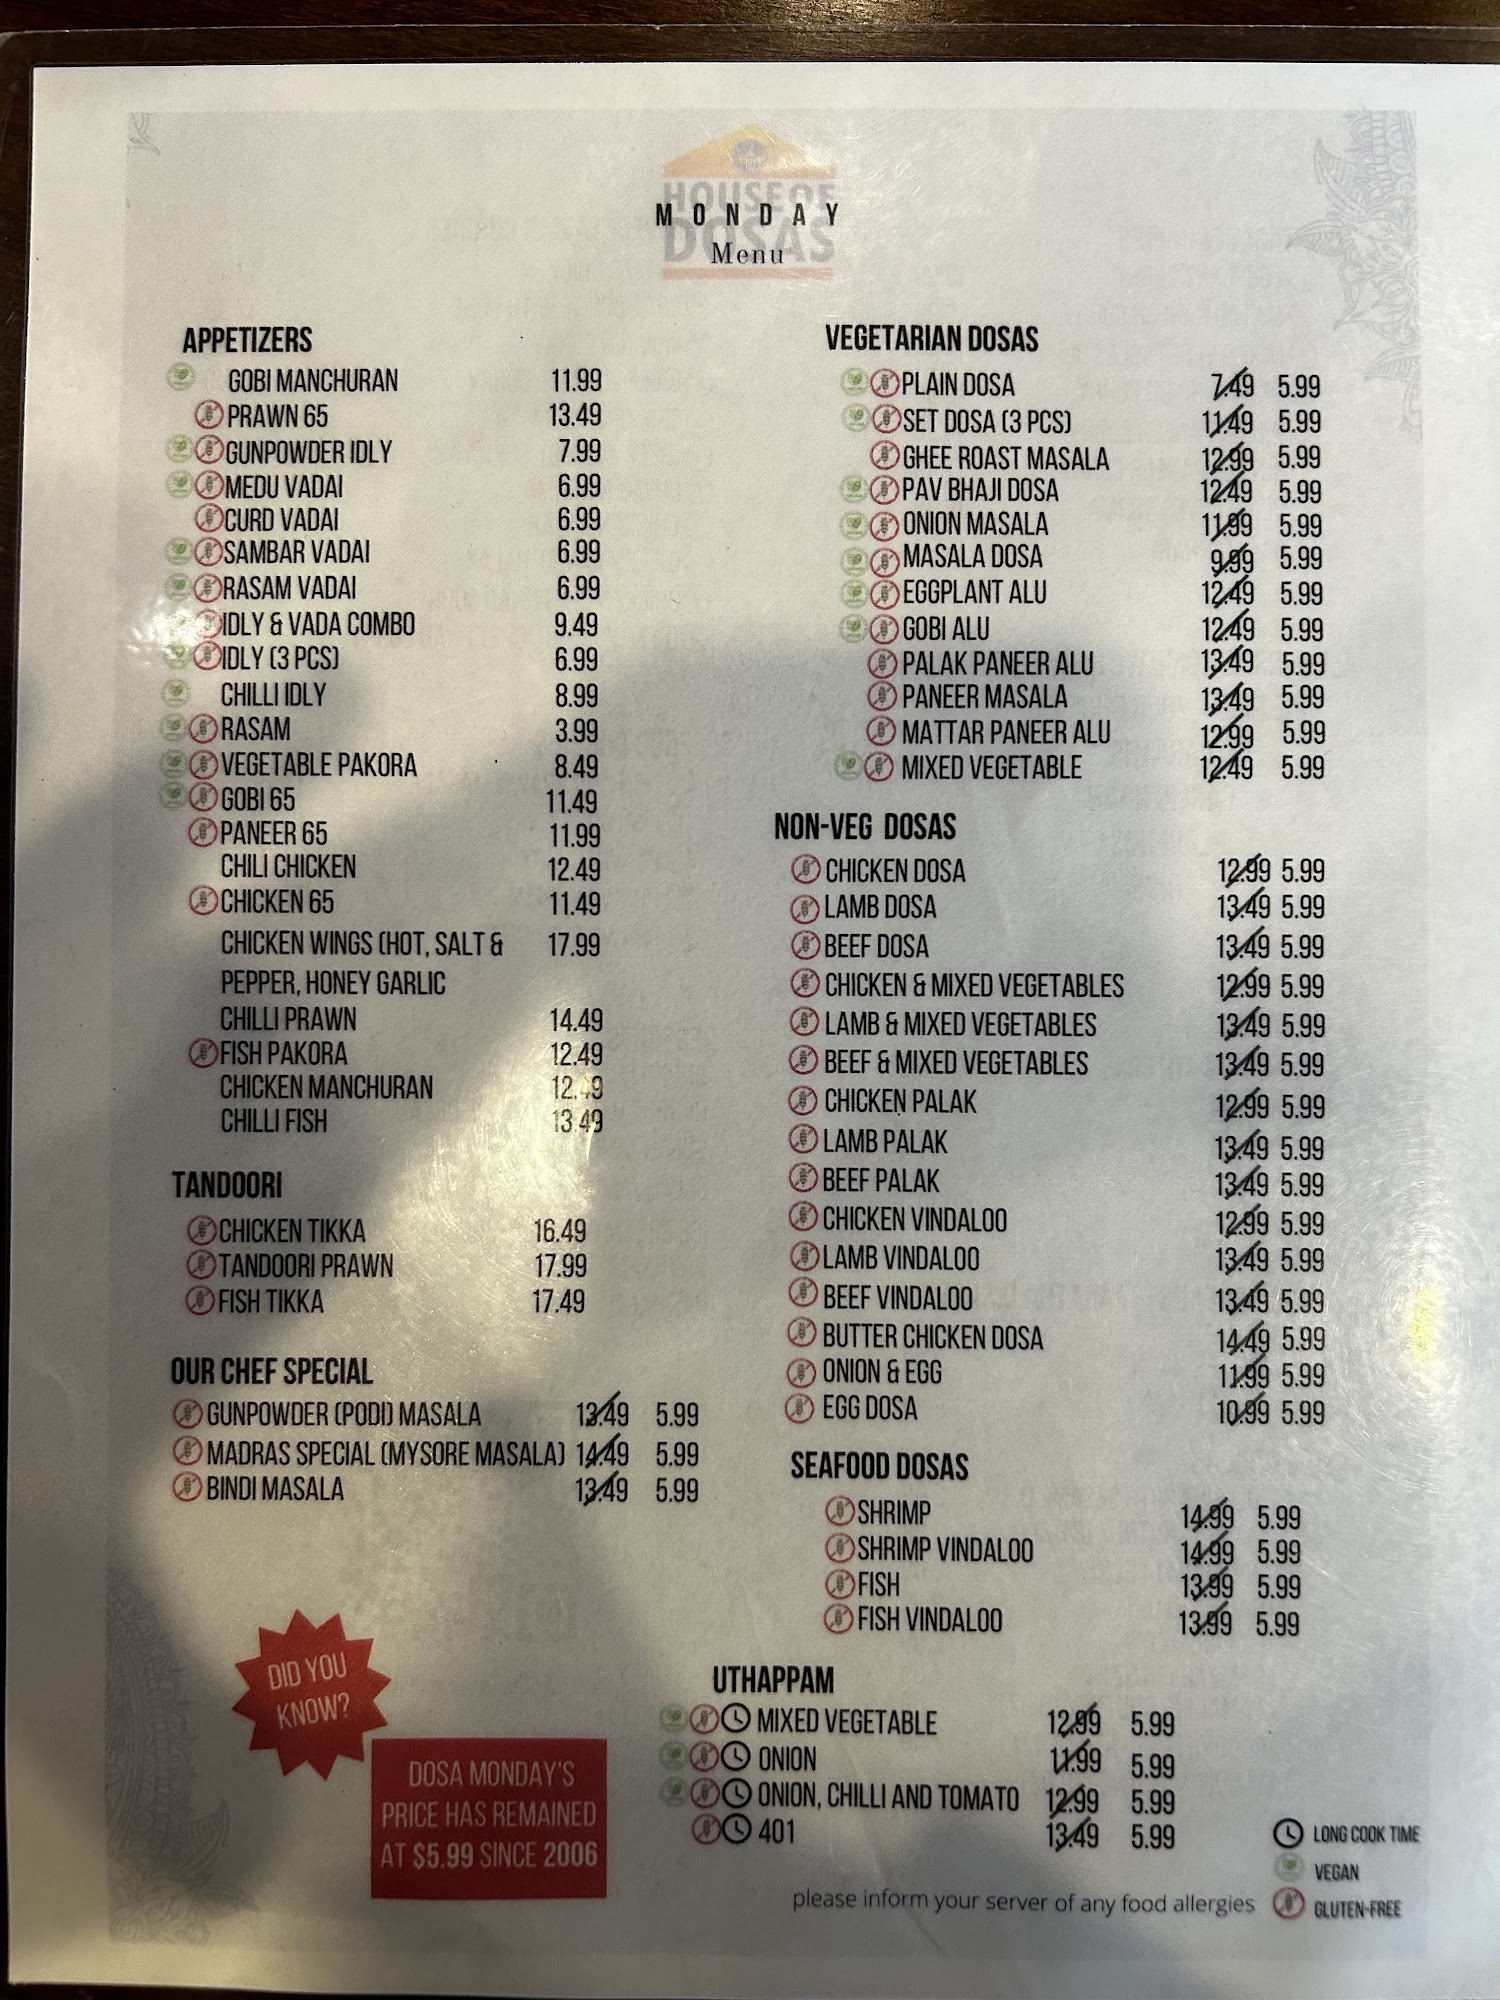 HOUSE OF
DOSAS
MONDAY
Menu
APPETIZERS
GOBI MANCHURAN 11.99
PRAWN 65 13.49
GUNPOWDER IDLY 7.99
MEDU VADAI 6.99
CURD VADAI 6.99
SAMBAR VADAI 6.99
RASAM VADAI 6.99
IDLY & VADA COMBO 9.49
IDLY (3 PCS) 6.99
CHILLI IDLY 8.99
RASAM 3.99
VEGETABLE PAKORA 8.49
GOBI 65 11.49
PANEER 65 11.99
CHILI CHICKEN 12.49
CHICKEN 65 11.49
CHICKEN WINGS (HOT, SALT & 17.99
PEPPER, HONEY GARLIC
CHILLI PRAWN 14.49
FISH PAKORA 12.49
CHICKEN MANCHURAN 12.49
CHILLI FISH 13.49
TANDOORI
CHICKEN TIKKA 16.49
TANDOORI PRAWN 17.99
FISH TIKKA 17.49
OUR CHEF SPECIAL
GUNPOWDER (PODI) MASALA 13.49 5.99
MADRAS SPECIAL (MYSORE MASALA) 14.49 5.99
BINDI MASALA 13.49 5.99
DID YOU
KNOW?
DOSA MONDAY'S
PRICE HAS REMAINED
AT $5.99 SINCE 2006
VEGETARIAN DOSAS
PLAIN DOSA 7.49 5.99
SET DOSA (3 PCS) 11.49 5.99
GHEE ROAST MASALA 12.99 5.99
PAV BHAJI DOSA 12.49 5.99
ONION MASALA 11.99 5.99
MASALA DOSA 9.99 5.99
EGGPLANT ALU 12.49 5.99
GOBI ALU 12.49 5.99
PALAK PANEER ALU 13.49 5.99
PANEER MASALA 13.49 5.99
MATTAR PANEER ALU 12.99 5.99
MIXED VEGETABLE 12.49 5.99
NON-VEG DOSAS
CHICKEN DOSA 12.99 5.99
LAMB DOSA 13.49 5.99
BEEF DOSA 13.49 5.99
CHICKEN & MIXED VEGETABLES 12.99 5.99
LAMB & MIXED VEGETABLES 13.49 5.99
BEEF & MIXED VEGETABLES 13.49 5.99
CHICKEN PALAK 12.99 5.99
LAMB PALAK 13.49 5.99
BEEF PALAK 13.49 5.99
CHICKEN VINDALOO 12.99 5.99
LAMB VINDALOO 13.49 5.99
BEEF VINDALOO 13.49 5.99
BUTTER CHICKEN DOSA 14.49 5.99
ONION & EGG 11.99 5.99
EGG DOSA 10.99 5.99
SEAFOOD DOSAS
SHRIMP 14.99 5.99
SHRIMP VINDALOO 14.99 5.99
FISH 13.99 5.99
FISH VINDALOO 13.99 5.99
UTHAPPAM
MIXED VEGETABLE 12.99 5.99
ONION 11.99 5.99
ONION, CHILLI AND TOMATO 12.99 5.99
401 13.49 5.99
LONG COOK TIME
VEGAN
GLUTEN-FREE
please inform your server of any food allergies